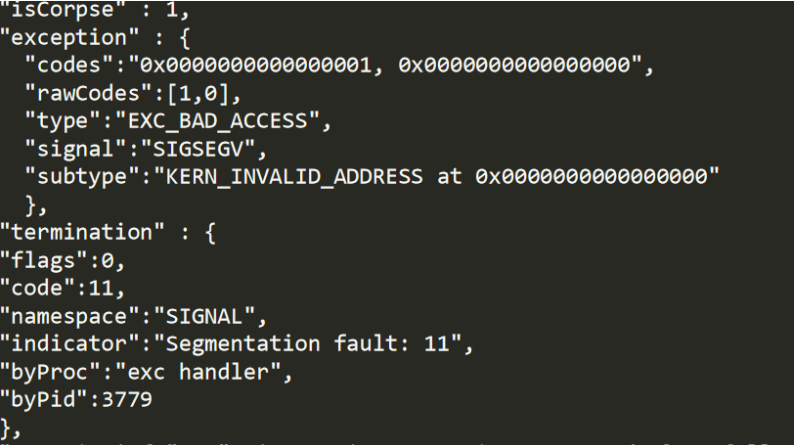 "isCorpse" : 1,
"exception" : {
"codes":"0x0000000000000001, 0x0000000000000000",
"rawCodes":[1,0],
"type":"EXC_BAD_ACCESS",
"signal":"SIGSEGV",
"subtype":"KERN_INVALID_ADDRESS at 0x0000000000000000"
},
"termination" : {
"flags":0,
"code":11,
"namespace":"SIGNAL",
"indicator":"Segmentation fault: 11",
"byProc":"exc handler",
"byPid":3779
},